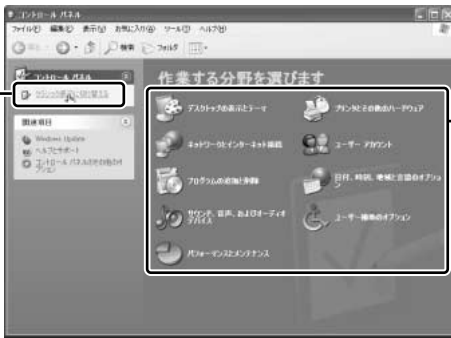 コントロール パネル
ファイル(F) 編集(E) 表示(V) お気に入り(A) ツール(T) ヘルプ(H)
検索 フォルダ
コントロール パネル
クラシック表示に切り替える
関連項目
Windows Update
ヘルプとサポート
コントロール パネルのその他のオプション
作業する分野を選びます
デスクトップの表示とテーマ
プリンタとその他のハードウェア
ネットワークとインターネット接続
ユーザー アカウント
プログラムの追加と削除
日付、時刻、地域と言語のオプション
サウンド、音声、およびオーディオ デバイス
ユーザー補助のオプション
パフォーマンスとメンテナンス